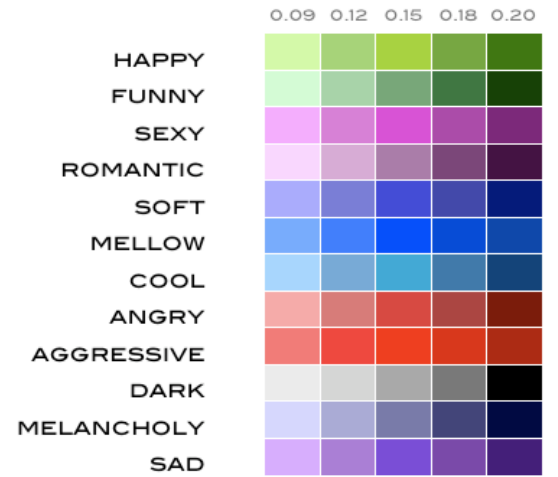 0.09 0.12 0.15 0.18 0.20
HAPPY
FUNNY
SEXY
ROMANTIC
SOFT
MELLOW
COOL
ANGRY
AGGRESSIVE
DARK
MELANCHOLY
SAD